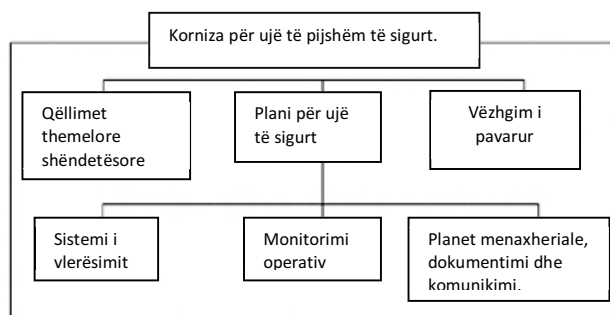 Korniza për ujë të pijshëm të sigurt.
Qëllimet
themelore
shëndetësore
Plani për ujë
të sigurt
Vëzhgim i
pavarur
Sistemi i
vlerësimit
Monitorimi
operativ
Planet menaxheriale,
dokumentimi dhe
komunikimi.